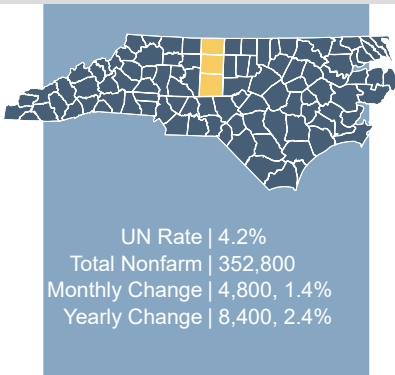 UN Rate | 4.2%
Total Nonfarm | 352,800
Monthly Change | 4,800, 1.4%
Yearly Change | 8,400, 2.4%